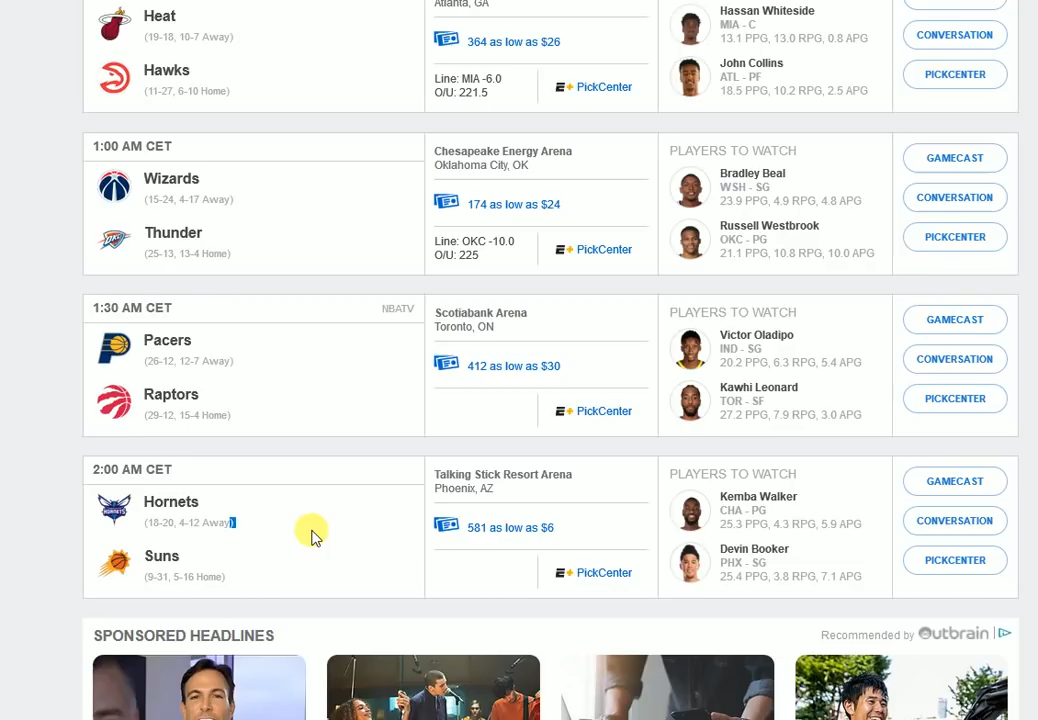 Heat
(19-18, 10-7 Away)
Hawks
(11-27, 6-10 Home)
Atlanta, GA
364 as low as $26
Line: MIA -6.0
O/U: 221.5
E+ PickCenter
Hassan Whiteside
MIA - C
13.1 PPG, 13.0 RPG, 0.8 APG
John Collins
ATL - PF
18.5 PPG, 10.2 RPG, 2.5 APG
CONVERSATION
PICKCENTER
1:00 AM CET
Wizards
(15-24, 4-17 Away)
Thunder
(25-13, 13-4 Home)
Chesapeake Energy Arena
Oklahoma City, OK
174 as low as $24
Line: OKC -10.0
O/U: 225
E+ PickCenter
PLAYERS TO WATCH
Bradley Beal
WSH - SG
23.9 PPG, 4.9 RPG, 4.8 APG
Russell Westbrook
OKC - PG
21.1 PPG, 10.8 RPG, 10.0 APG
GAMECAST
CONVERSATION
PICKCENTER
1:30 AM CET
NBATV
Pacers
(26-12, 12-7 Away)
Raptors
(29-12, 15-4 Home)
Scotiabank Arena
Toronto, ON
412 as low as $30
E+ PickCenter
PLAYERS TO WATCH
Victor Oladipo
IND - SG
20.2 PPG, 6.3 RPG, 5.4 APG
Kawhi Leonard
TOR - SF
27.2 PPG, 7.9 RPG, 3.0 APG
GAMECAST
CONVERSATION
PICKCENTER
2:00 AM CET
Hornets
HORNETS
(18-20, 4-12 Away)
Suns
(9-31, 5-16 Home)
Talking Stick Resort Arena
Phoenix, AZ
581 as low as $6
E+ PickCenter
PLAYERS TO WATCH
Kemba Walker
CHA - PG
25.3 PPG, 4.3 RPG, 5.9 APG
Devin Booker
PHX - SG
25.4 PPG, 3.8 RPG, 7.1 APG
GAMECAST
CONVERSATION
PICKCENTER
SPONSORED HEADLINES
Recommended by Outbrain